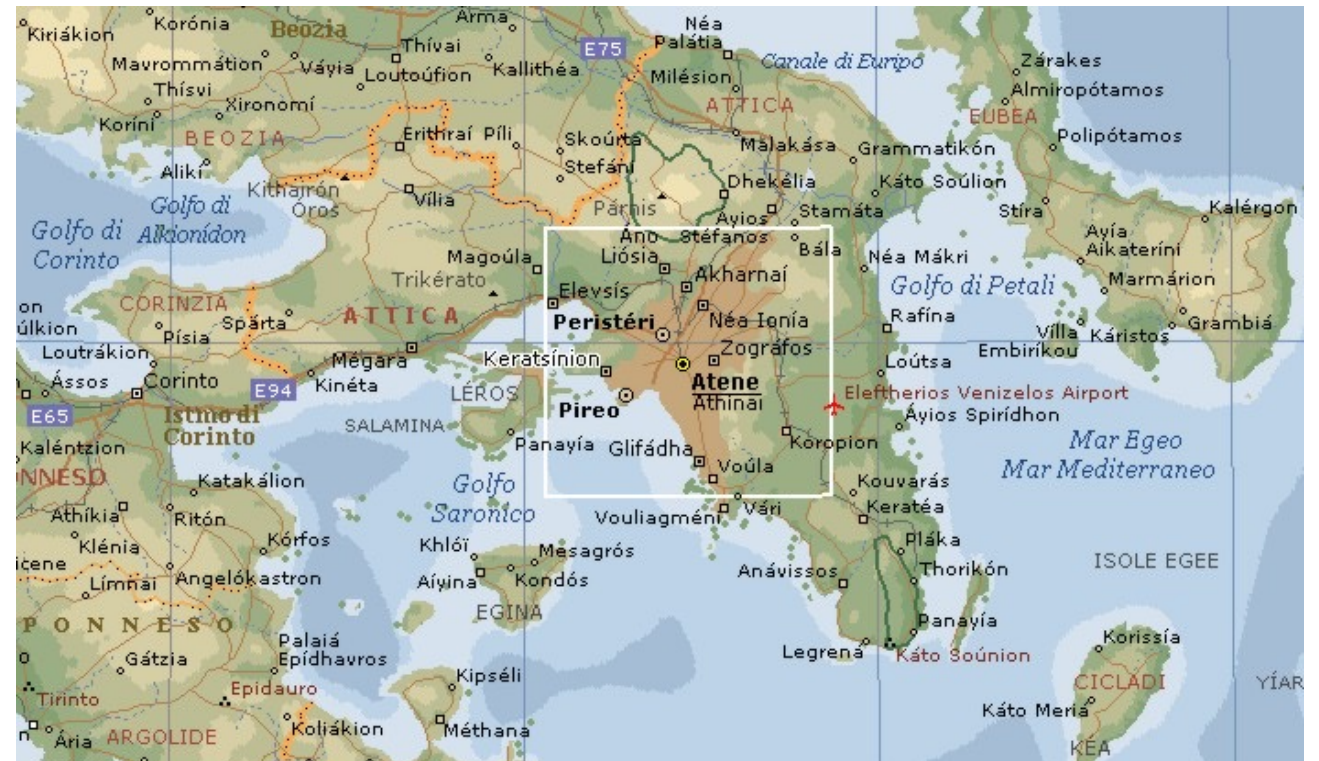 Korónia
Kiriákion
Beozia
Arma
Néa
Palátia
Thívai
E75
Mavrommátion
Váyia
Loutoúfion
Kallithéa
Milésion
Canale di Euripo
Zárakes
Thísvi
Xironomí
ATTICA
Almiropótamos
EUBEA
Koríni
BEOZIA
Erithraí
Píli
Skoúrta
Malakása
Grammatikón
Polipótamos
Alikí
Stefáni
Kithairón
Óros
Vília
Dhekélia
Káto Soúlion
Golfo di
Alkionídon
Párnis
Áyios
Stéfanos
Stamáta
Stíra
Kalérgon
Golfo di
Corinto
Magoúla
Áno
Liósia
Bála
Néa Mákri
Ayía
Aikateríni
Trikérato
Akharnaí
Golfo di Petali
Marmárion
CORINZIA
Elevsís
on
úlkion
Spárta
ATTICA
Peristéri
Néa Ionía
Rafína
Písia
Villa
Embiríkou
Káristos
Grambiá
Loutrákion
Mégara
Keratsínion
Zográfos
Loútsa
Ássos
Corinto
E94
Kinéta
LÉROS
Atene
Athínai
Eleftherios Venizelos Airport
E65
Istmo di
Corinto
SALAMINA
Pireo
Áyios Spirídhon
Kaléntzion
Panayía
Glifádha
Koropion
Mar Egeo
Mar Mediterraneo
NNESO
Katakálion
Golfo
Saronico
Voúla
Kouvarás
Athíkia
Ritón
Vouliagméni
Vári
Keratéa
Klénia
Kórfos
Khlóï
Mesagrós
Pláka
icene
Límnai
Angelókastron
Aíyina
Kondós
Anávissos
Thorikón
ISOLE EGEE
PONNESO
EGINA
Panayía
Palaiá
Epídhavros
Legrená
Káto Soúnion
Korissía
o
Gátzia
Kipséli
CICLADI
YÍAR
Tirinto
Epidauro
Káto Meriá
n
Ária
ARGOLIDE
Koliákion
Méthana
KÉA